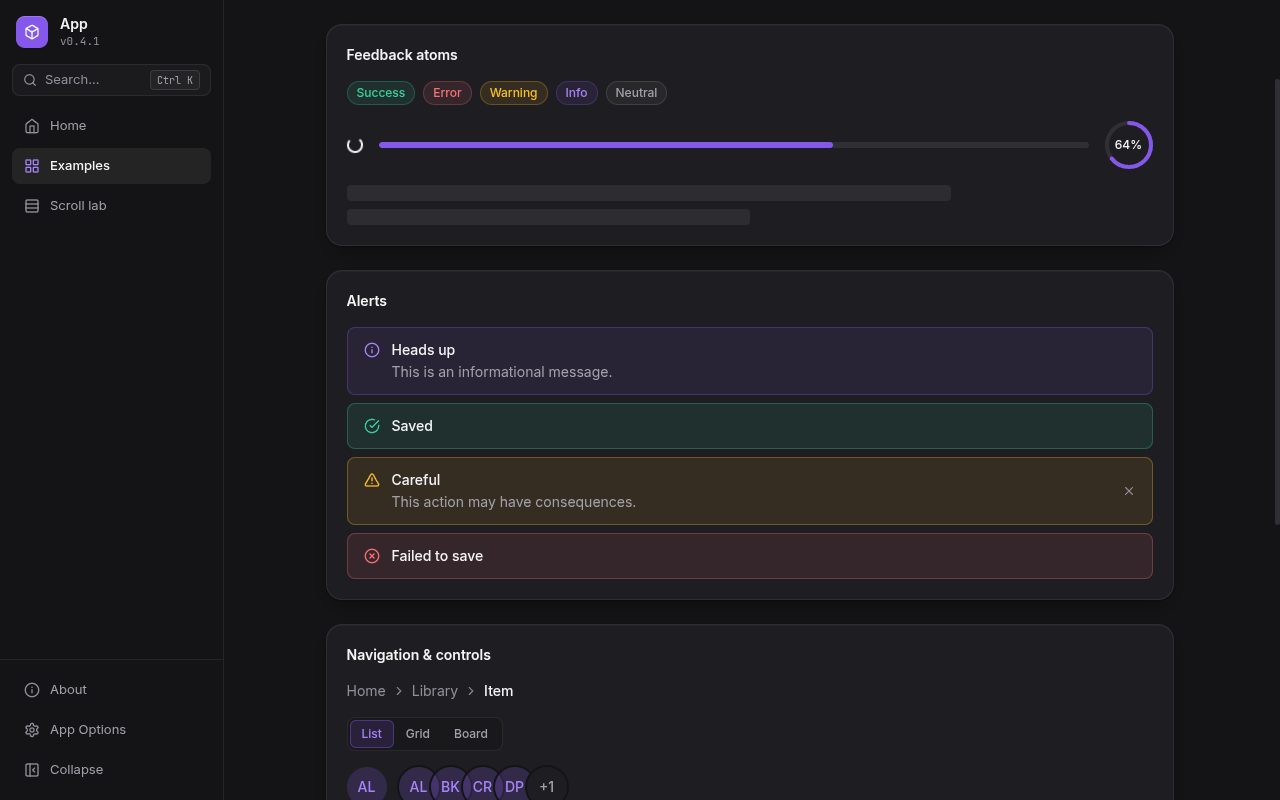 App
v0.4.1
Search...
Ctrl K
Home
Examples
Scroll lab
About
App Options
Collapse
Feedback atoms
Success
Error
Warning
Info
Neutral
64%
Alerts
Heads up
This is an informational message.
Saved
Careful
This action may have consequences.
Failed to save
Navigation & controls
Home
Library
Item
List
Grid
Board
AL
AL
BK
CR
DP
+1